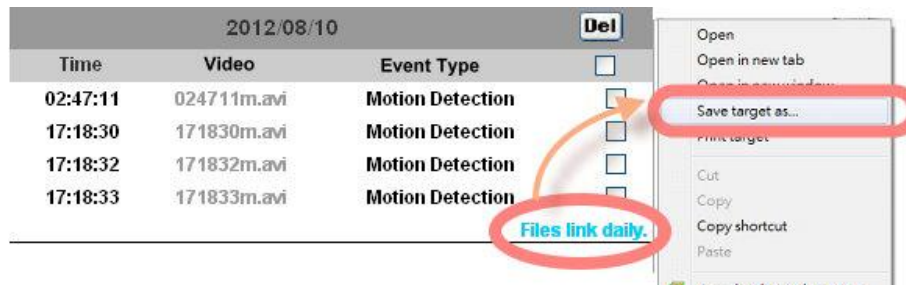 2012/08/10 Del
Time Video Event Type
02:47:11 024711m.avi Motion Detection
17:18:30 171830m.avi Motion Detection
17:18:32 171832m.avi Motion Detection
17:18:33 171833m.avi Motion Detection
Files link daily.
Open
Open in new tab
Open in new window
Save target as...
Print target
Cut
Copy
Copy shortcut
Paste